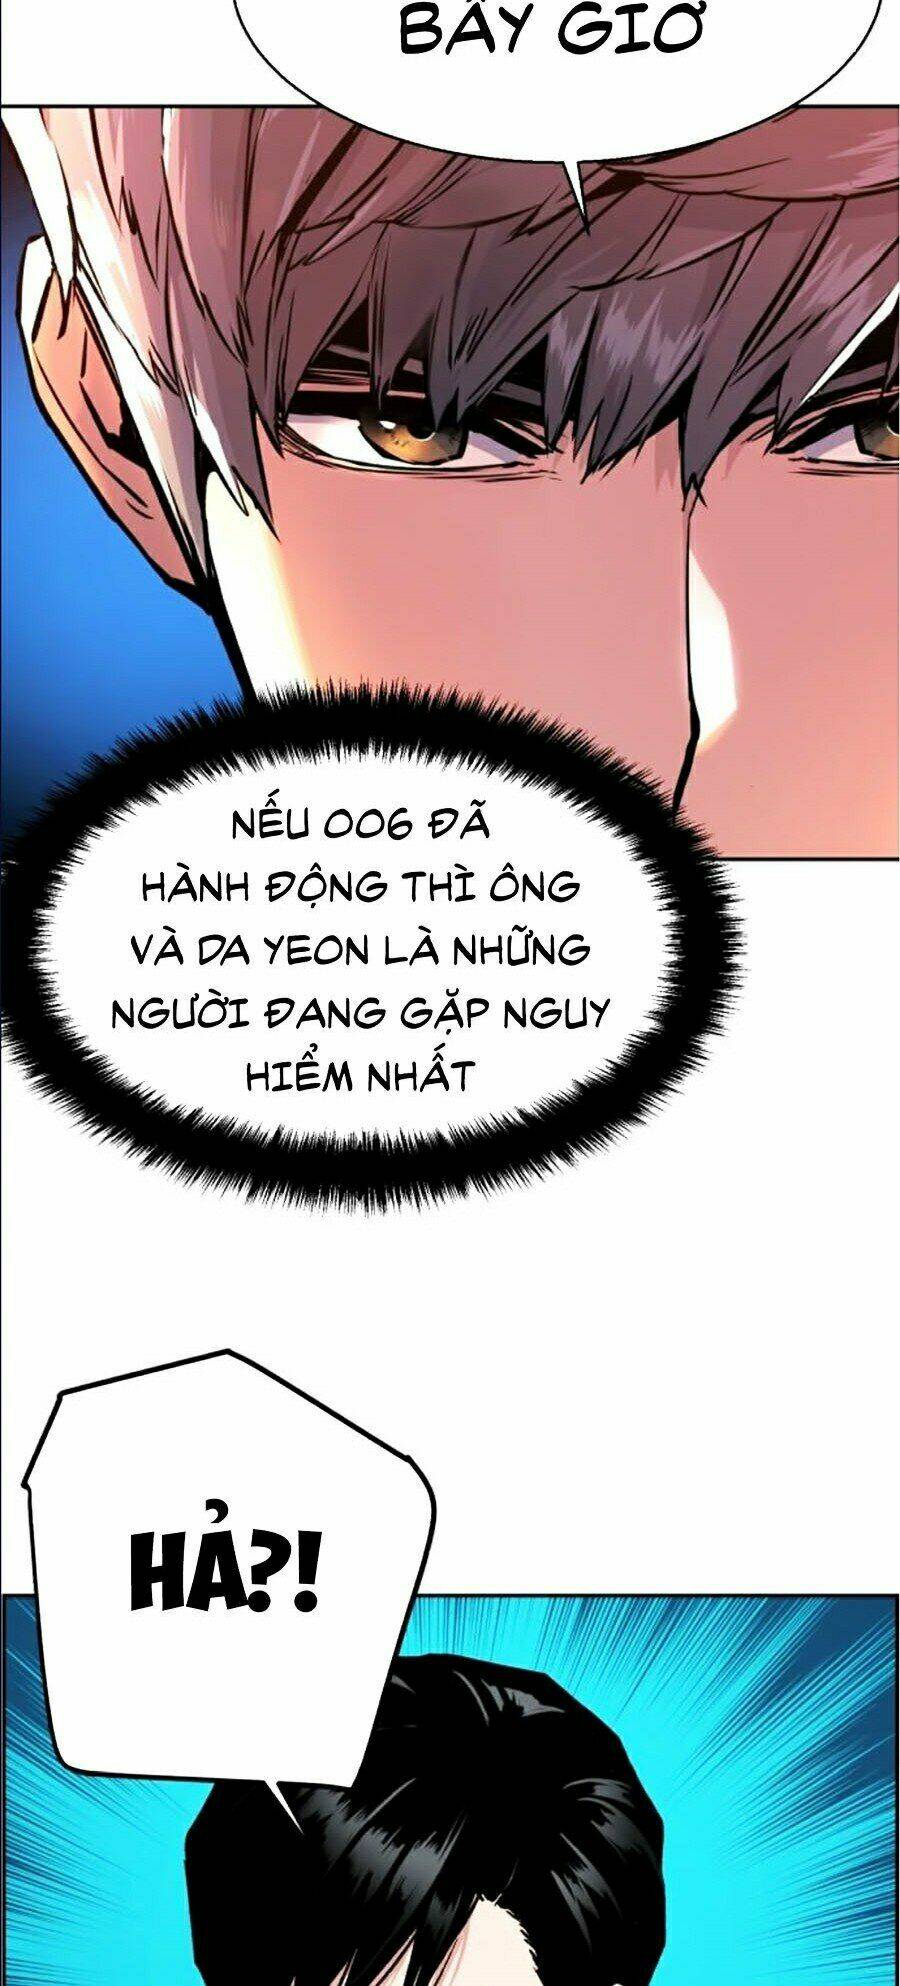 BÂY GIỜ
NẾU 006 ĐÃ
HÀNH ĐỘNG THÌ ÔNG
VÀ DA YEON LÀ NHỮNG
NGƯỜI ĐANG GẶP NGUY
HIỂM NHẤT
HẢ?!